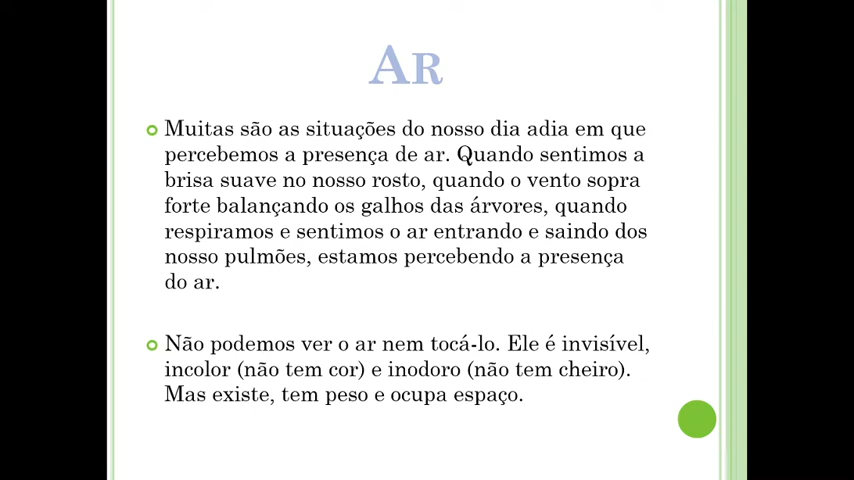 AR
Muitas são as situações do nosso dia adia em que
percebemos a presença de ar. Quando sentimos a
brisa suave no nosso rosto, quando o vento sopra
forte balançando os galhos das árvores, quando
respiramos e sentimos o ar entrando e saindo dos
nosso pulmões, estamos percebendo a presença
do ar.
Não podemos ver o ar nem tocá-lo. Ele é invisível,
incolor (não tem cor) e inodoro (não tem cheiro).
Mas existe, tem peso e ocupa espaço.